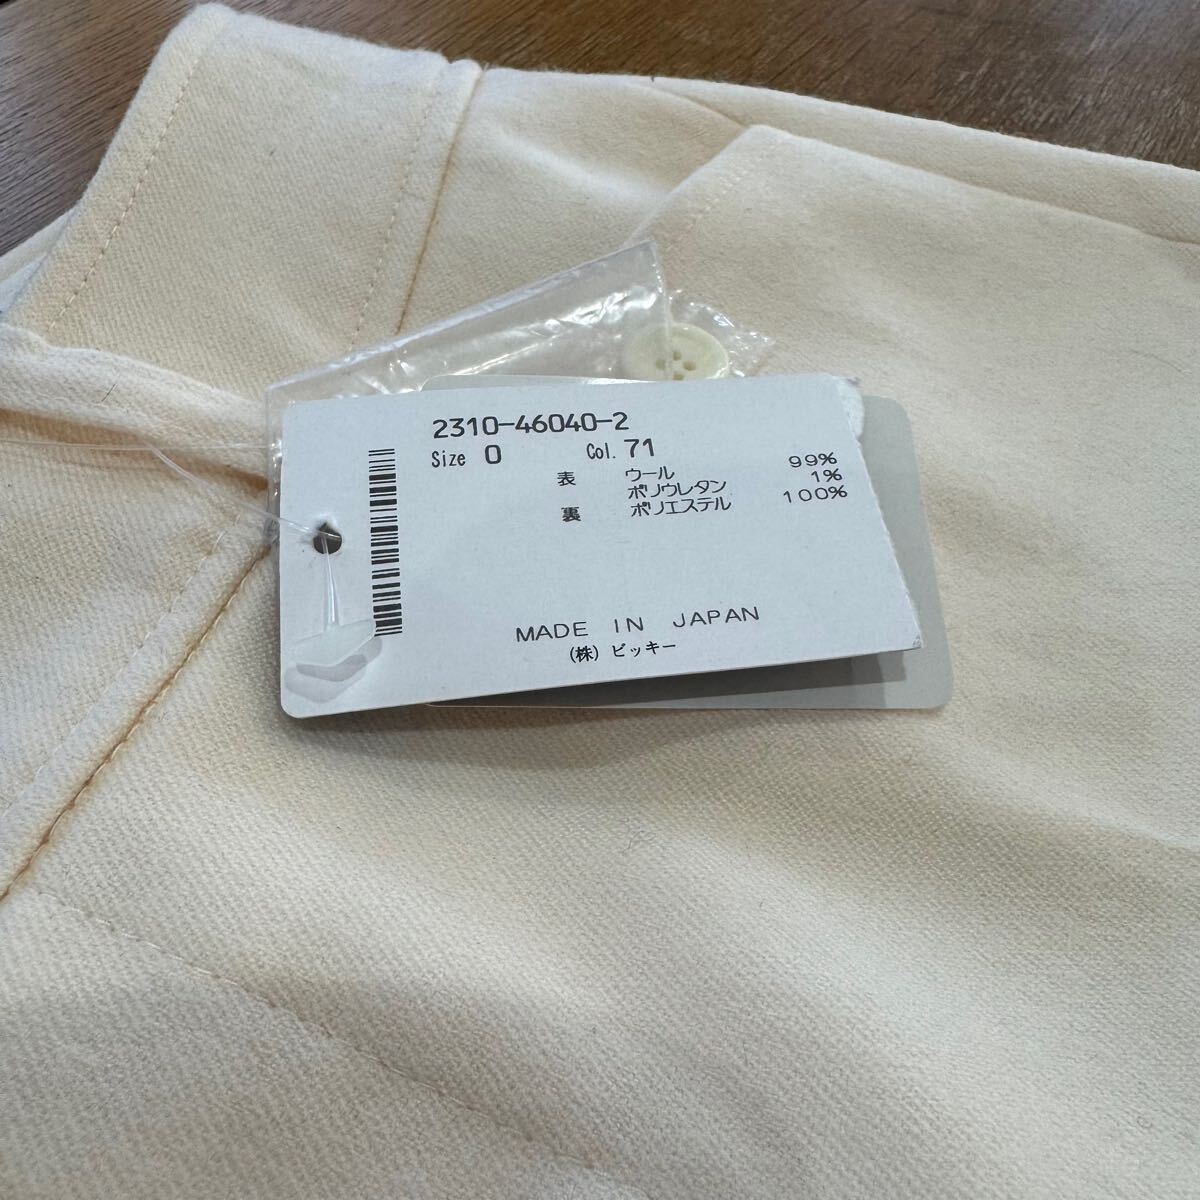 2310-46040-2
Size 0 Col. 71
表 ウール 99%
ポリウレタン 1%
裏 ポリエステル 100%
MADE IN JAPAN
(株) ビッキー